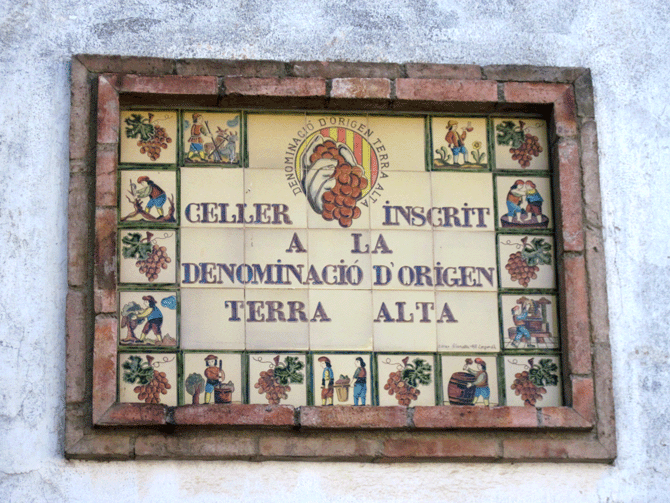 DENOMINACIÓ D'ORIGEN TERRA ALTA
CELLER INSCRIT
A LA
DENOMINACIÓ D'ORIGEN
TERRA ALTA